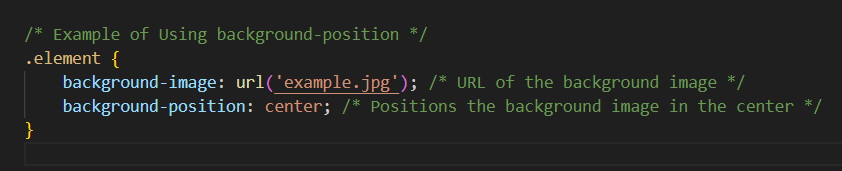 /* Example of Using background-position */
.element {
    background-image: url('example.jpg'); /* URL of the background image */
    background-position: center; /* Positions the background image in the center */
}